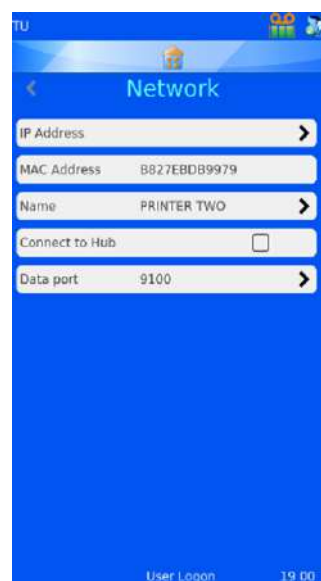 TU
Network
IP Address
MAC Address B827EBDB9979
Name PRINTER TWO
Connect to Hub
Data port 9100
User Logon 19 00